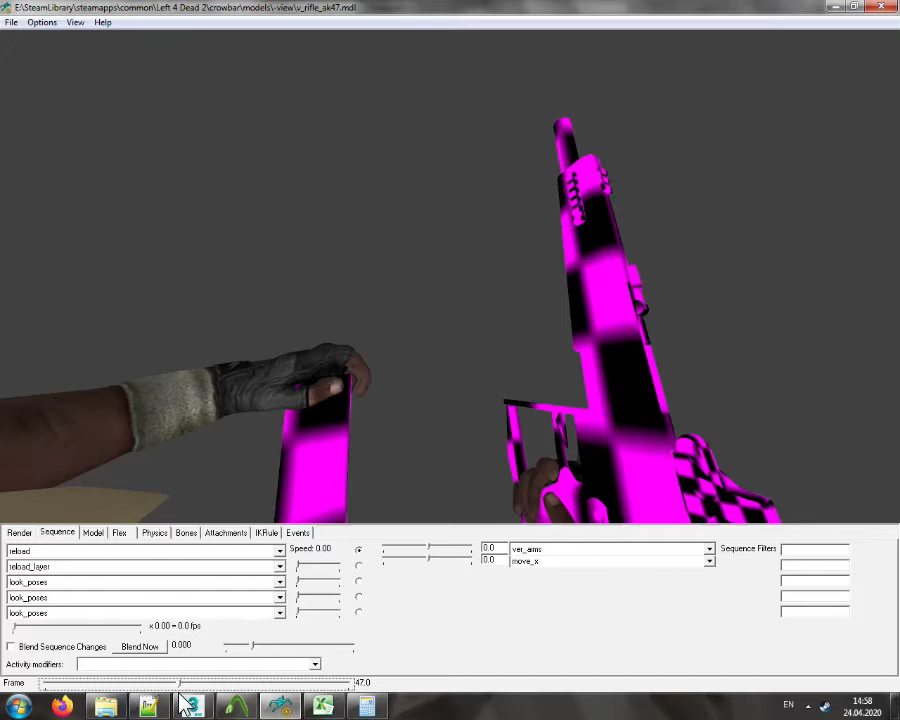 E:\SteamLibrary\steamapps\common\Left 4 Dead 2\crowbar\models\-view\v_rifle_ak47.mdl
File Options View Help
Render Sequence Model Flex Physics Bones Attachments IKRule Events
reload Speed: 0.00 0.0 ver_aims Sequence Filters
reload_layer 0.0 move_x
look_poses
look_poses
look_poses
x 0.00 = 0.0 fps
Blend Sequence Changes Blend Now 0.000
Activity modifiers:
Frame 47.0
EN 14:58
24.04.2020